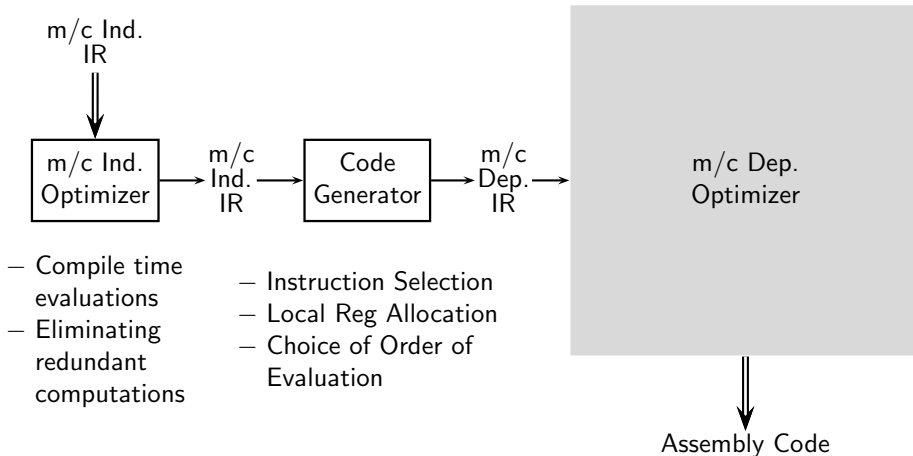 m/c Ind.
IR
m/c Ind.
Optimizer
m/c
Ind.
IR
Code
Generator
m/c
Dep.
IR
m/c Dep.
Optimizer
– Compile time
evaluations
– Eliminating
redundant
computations
– Instruction Selection
– Local Reg Allocation
– Choice of Order of
Evaluation
Assembly Code